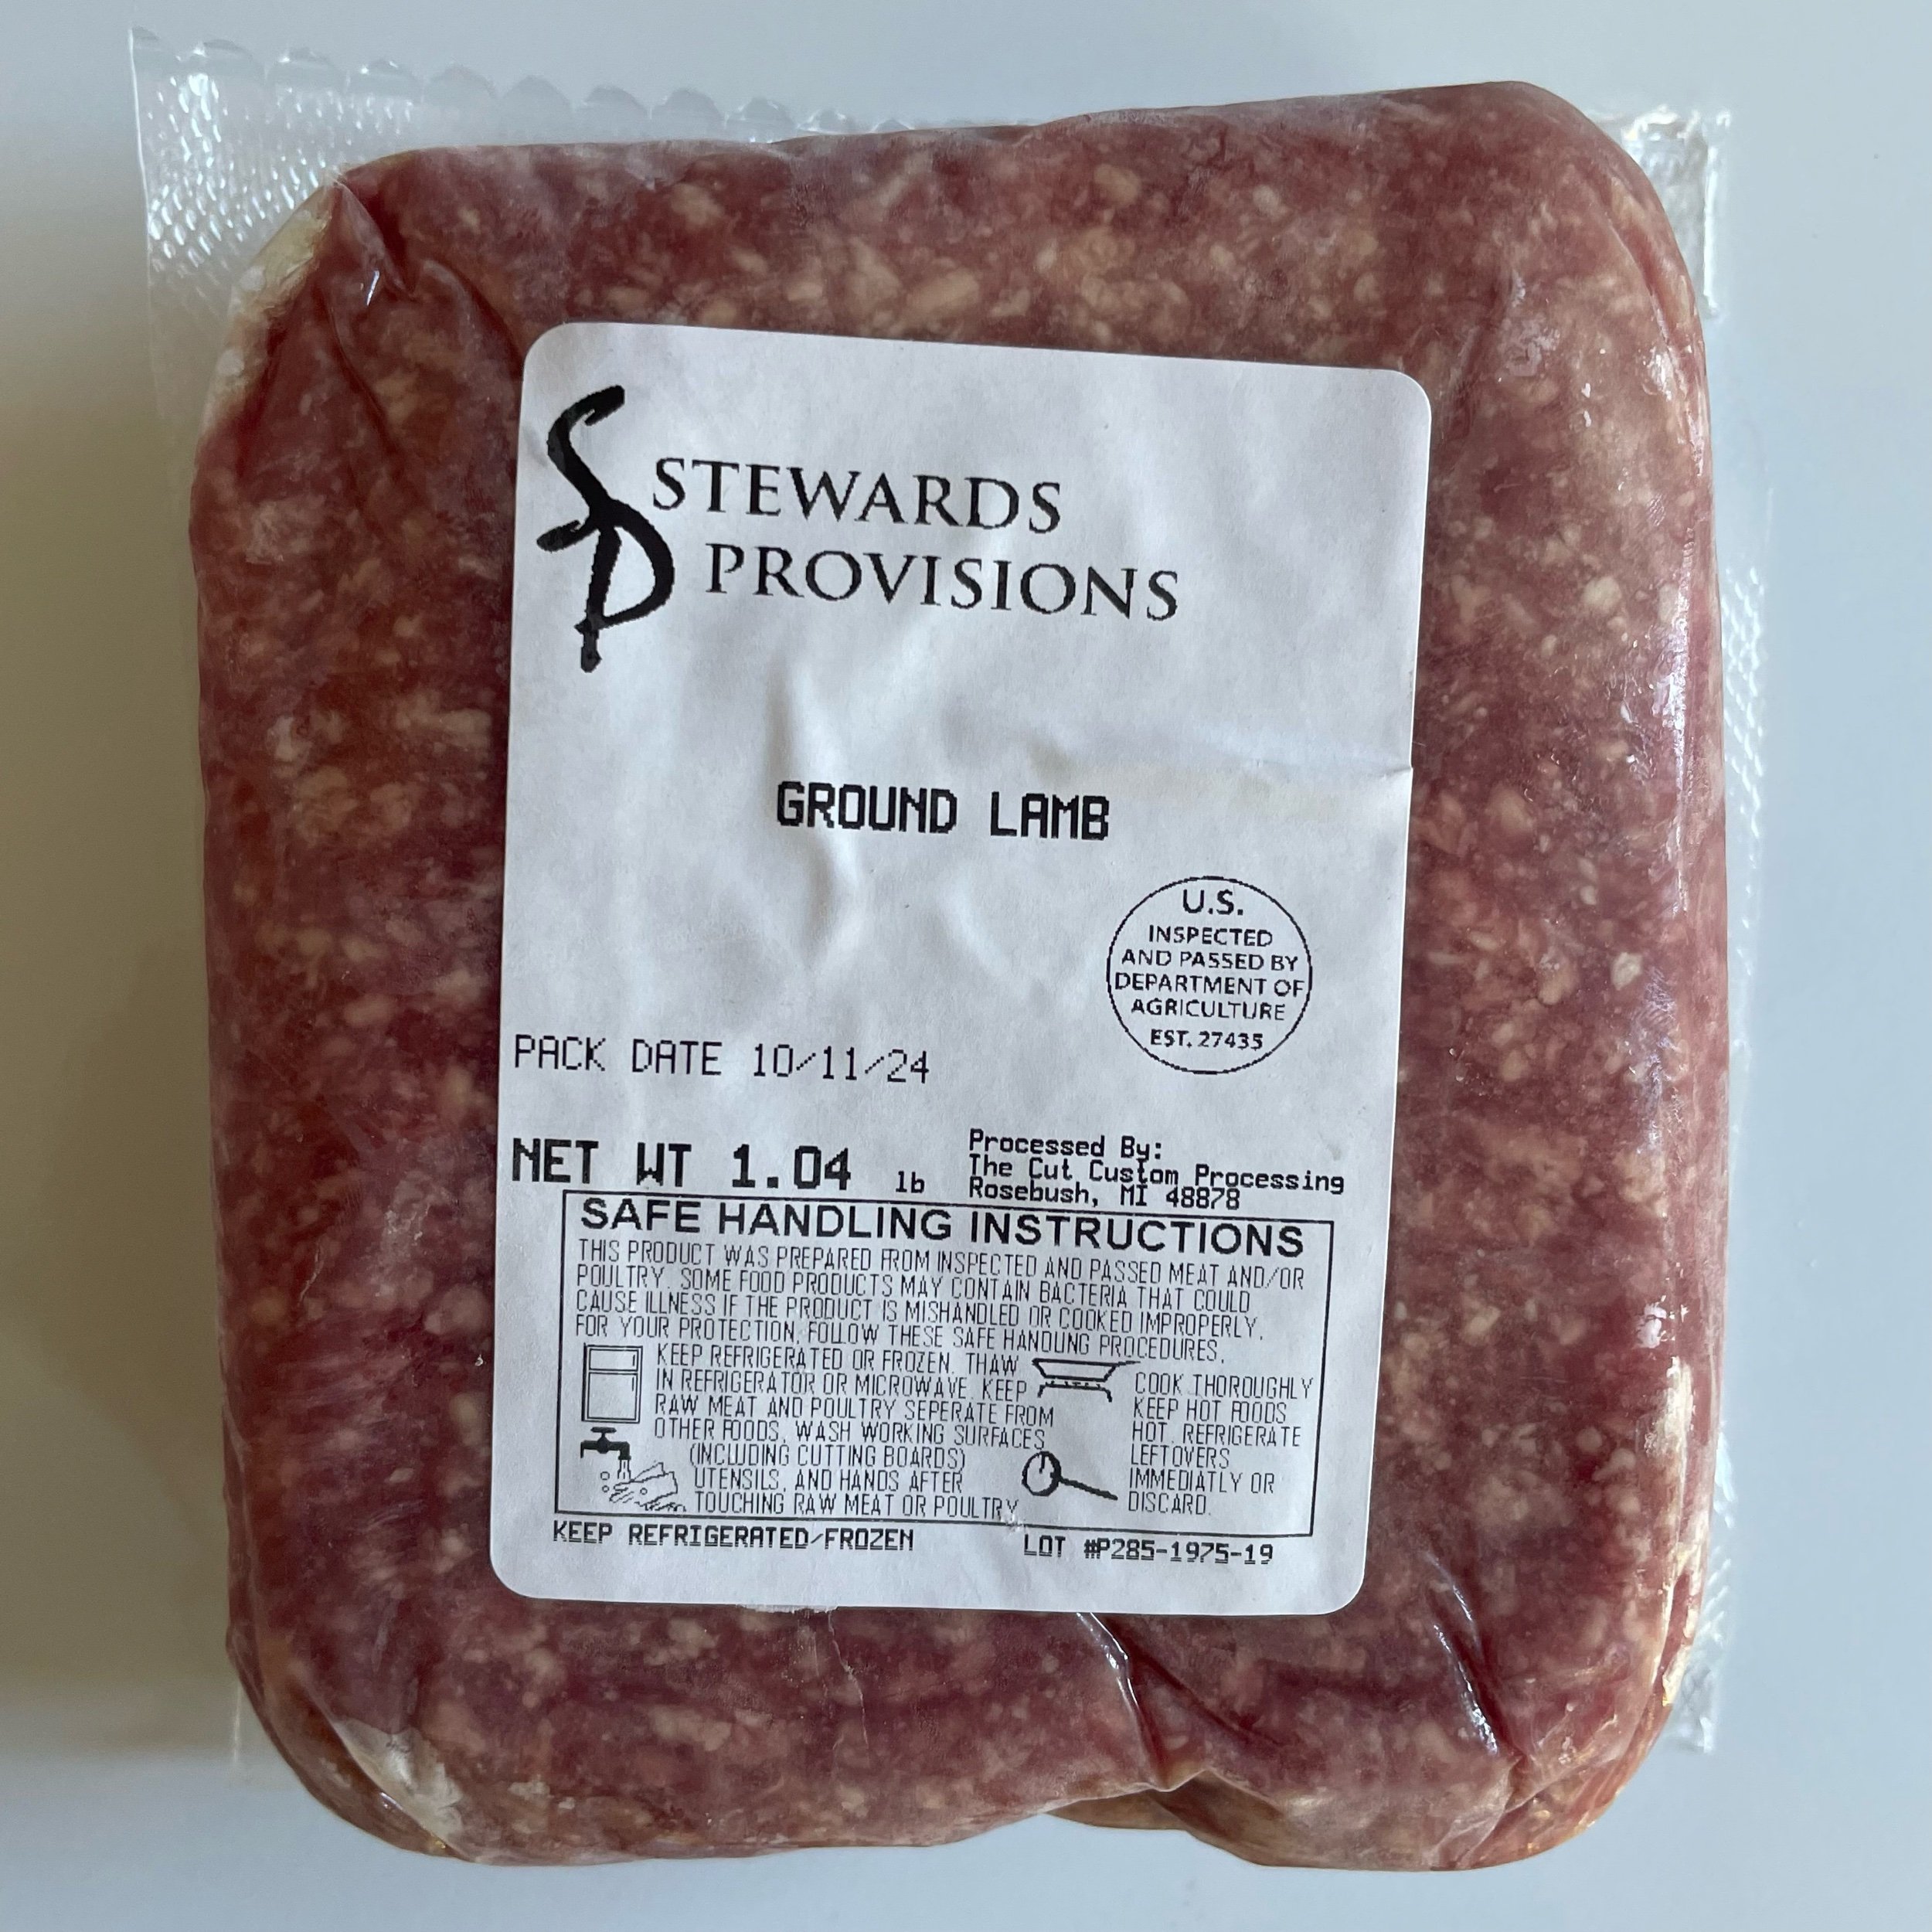 SP
STEWARDS
PROVISIONS
GROUND LAMB
U.S.
INSPECTED
AND PASSED BY
DEPARTMENT OF
AGRICULTURE
EST. 27435
PACK DATE 10/11/24
NET WT 1.04 lb
Processed By:
The Cut Custom Processing
Rosebush, MI 48878
SAFE HANDLING INSTRUCTIONS
THIS PRODUCT WAS PREPARED FROM INSPECTED AND PASSED MEAT AND/OR
POULTRY. SOME FOOD PRODUCTS MAY CONTAIN BACTERIA THAT COULD
CAUSE ILLNESS IF THE PRODUCT IS MISHANDLED OR COOKED IMPROPERLY.
FOR YOUR PROTECTION, FOLLOW THESE SAFE HANDLING PROCEDURES.
KEEP REFRIGERATED OR FROZEN. THAW
IN REFRIGERATOR OR MICROWAVE. KEEP
RAW MEAT AND POULTRY SEPERATE FROM
OTHER FOODS. WASH WORKING SURFACES
(INCLUDING CUTTING BOARDS)
UTENSILS, AND HANDS AFTER
TOUCHING RAW MEAT OR POULTRY
COOK THOROUGHLY
KEEP HOT FOODS
HOT. REFRIGERATE
LEFTOVERS
IMMEDIATLY OR
DISCARD.
KEEP REFRIGERATED/FROZEN
LOT #P285-1975-19